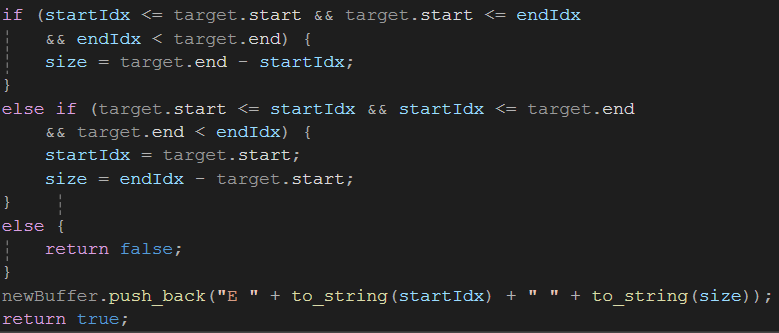 if (startIdx <= target.start && target.start <= endIdx
    && endIdx < target.end) {
    size = target.end - startIdx;
}
else if (target.start <= startIdx && startIdx <= target.end
    && target.end < endIdx) {
    startIdx = target.start;
    size = endIdx - target.start;
}
else {
    return false;
}
newBuffer.push_back("E " + to_string(startIdx) + " " + to_string(size));
return true;